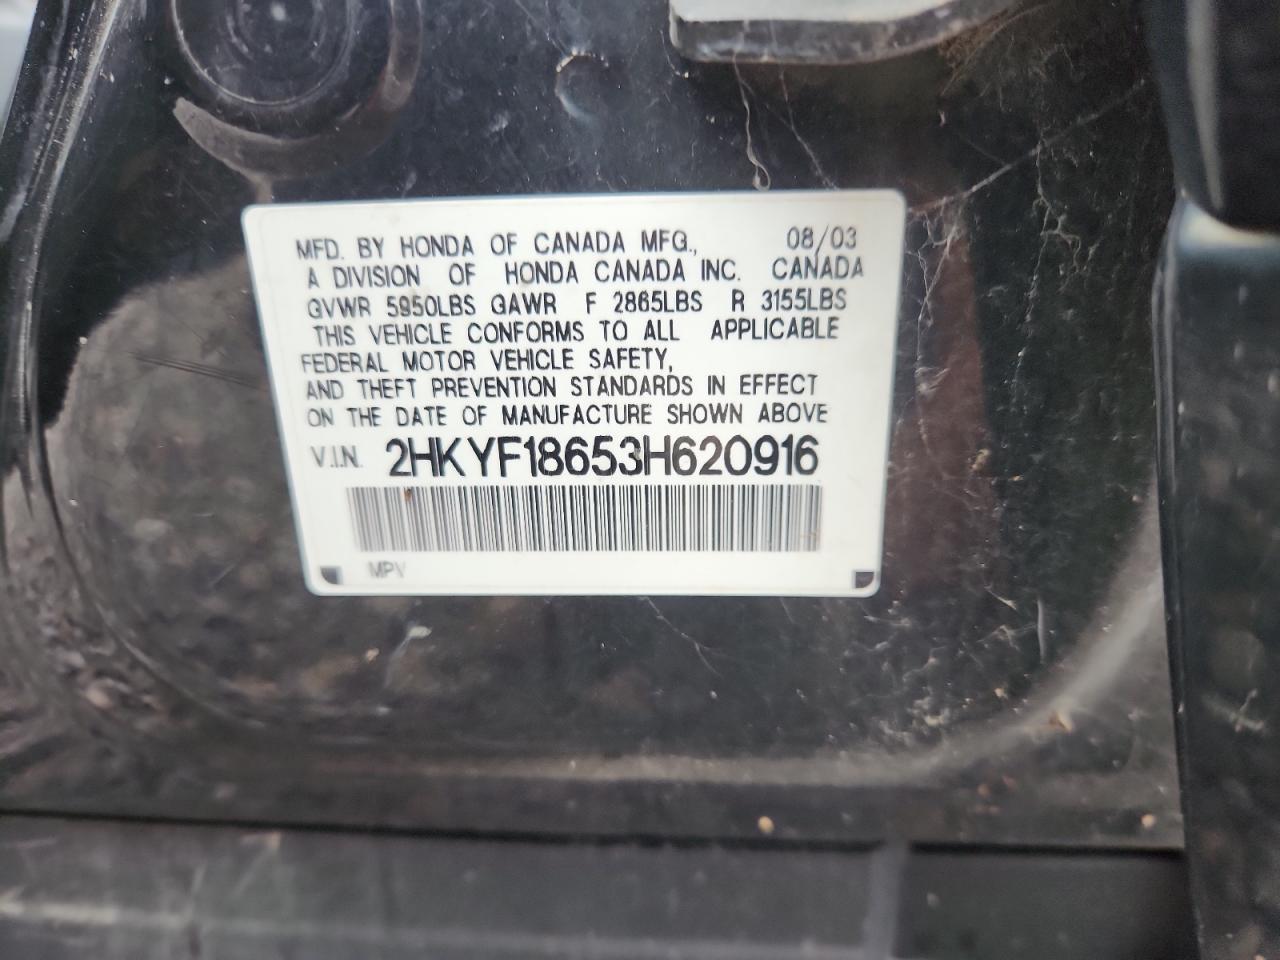 MFD. BY HONDA OF CANADA MFG., 08/03
A DIVISION OF HONDA CANADA INC. CANADA
GVWR 5950LBS GAWR F 2865LBS R 3155LBS
THIS VEHICLE CONFORMS TO ALL APPLICABLE
FEDERAL MOTOR VEHICLE SAFETY,
AND THEFT PREVENTION STANDARDS IN EFFECT
ON THE DATE OF MANUFACTURE SHOWN ABOVE
V.I.N. 2HKYF18653H620916
MPV